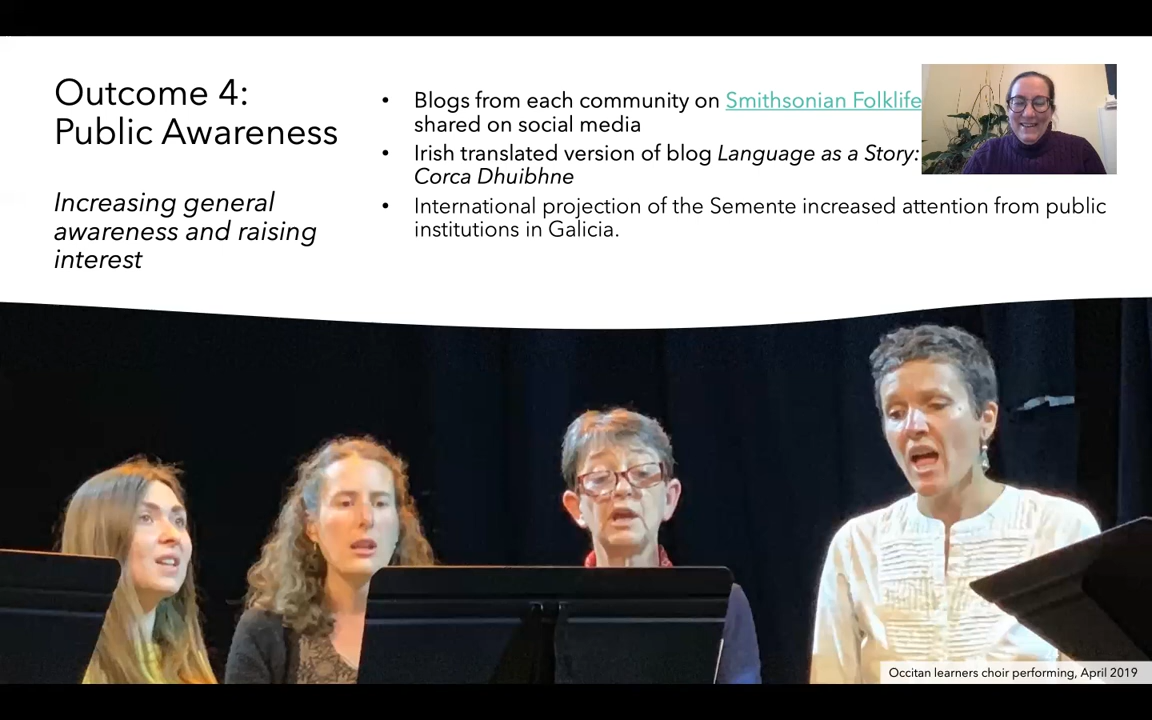 Outcome 4:
Public Awareness
Increasing general
awareness and raising
interest
• Blogs from each community on Smithsonian Folklife
shared on social media
• Irish translated version of blog Language as a Story:
Corca Dhuibhne
• International projection of the Semente increased attention from public
institutions in Galicia.
Occitan learners choir performing, April 2019